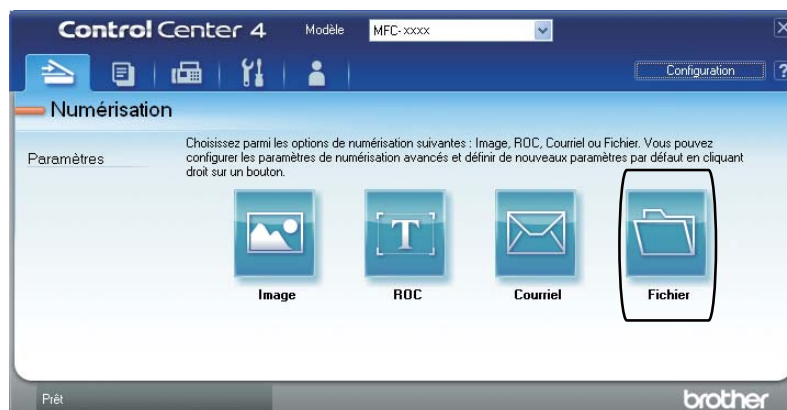 Control Center 4 Modèle MFC-xxxx
Configuration ?
Numérisation
Paramètres
Choisissez parmi les options de numérisation suivantes : Image, ROC, Courriel ou Fichier. Vous pouvez
configurer les paramètres de numérisation avancés et définir de nouveaux paramètres par défaut en cliquant
droit sur un bouton.
T
Image ROC Courriel Fichier
Prêt brother